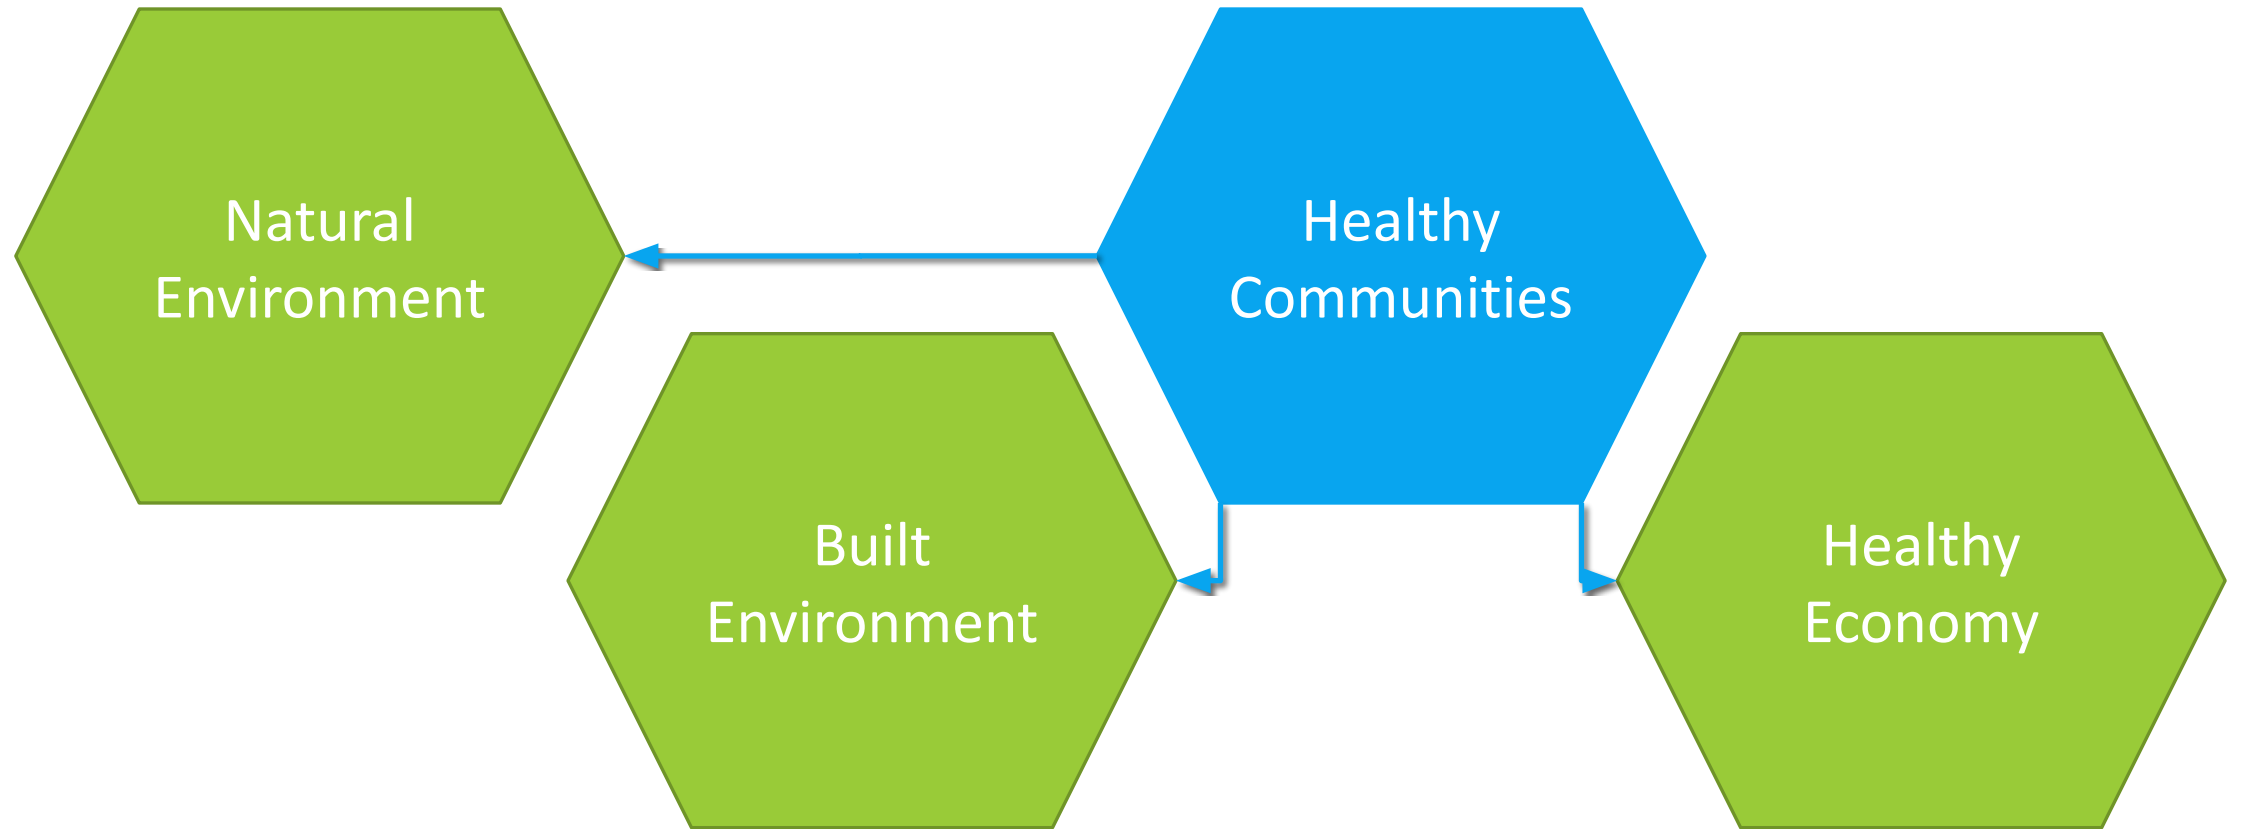 Natural
Environment
Healthy
Communities
Built
Environment
Healthy
Economy